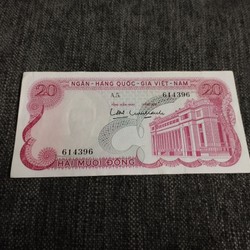 NGÂN-HÀNG QUỐC-GIA VIỆT-NAM
20
20
614396
614396
HAI MƯƠI ĐỒNG